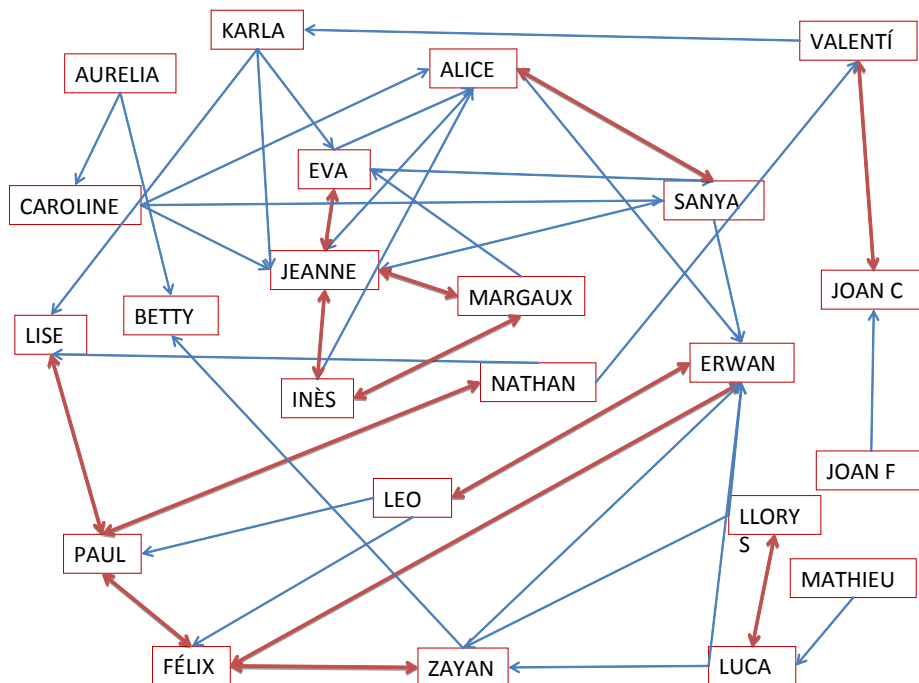 KARLA
VALENTÍ
AURELIA
ALICE
EVA
CAROLINE
SANYA
JEANNE
MARGAUX
JOAN C
BETTY
LISE
ERWAN
NATHAN
INÈS
LEO
JOAN F
LLORY
S
PAUL
MATHIEU
FÉLIX
ZAYAN
LUCA